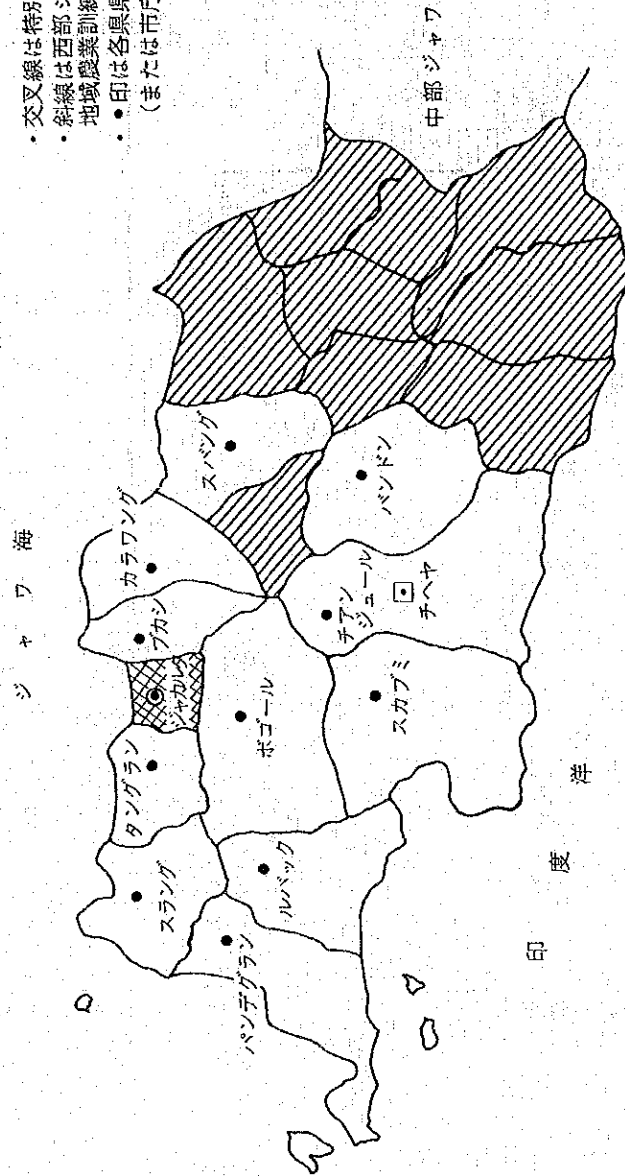 ・交叉線は特別
・斜線は西部ジ
地域農業訓練
・●印は各県県
(または市庁
ジャワ海
中部ジャワ
スバッグ
カラワング
ブカシ
ジャカルタ
タングラン
スラング
パンデグラン
ルバック
ボゴール
バンドン
チアンジュール
チヘヤ
スカブミ
印度洋